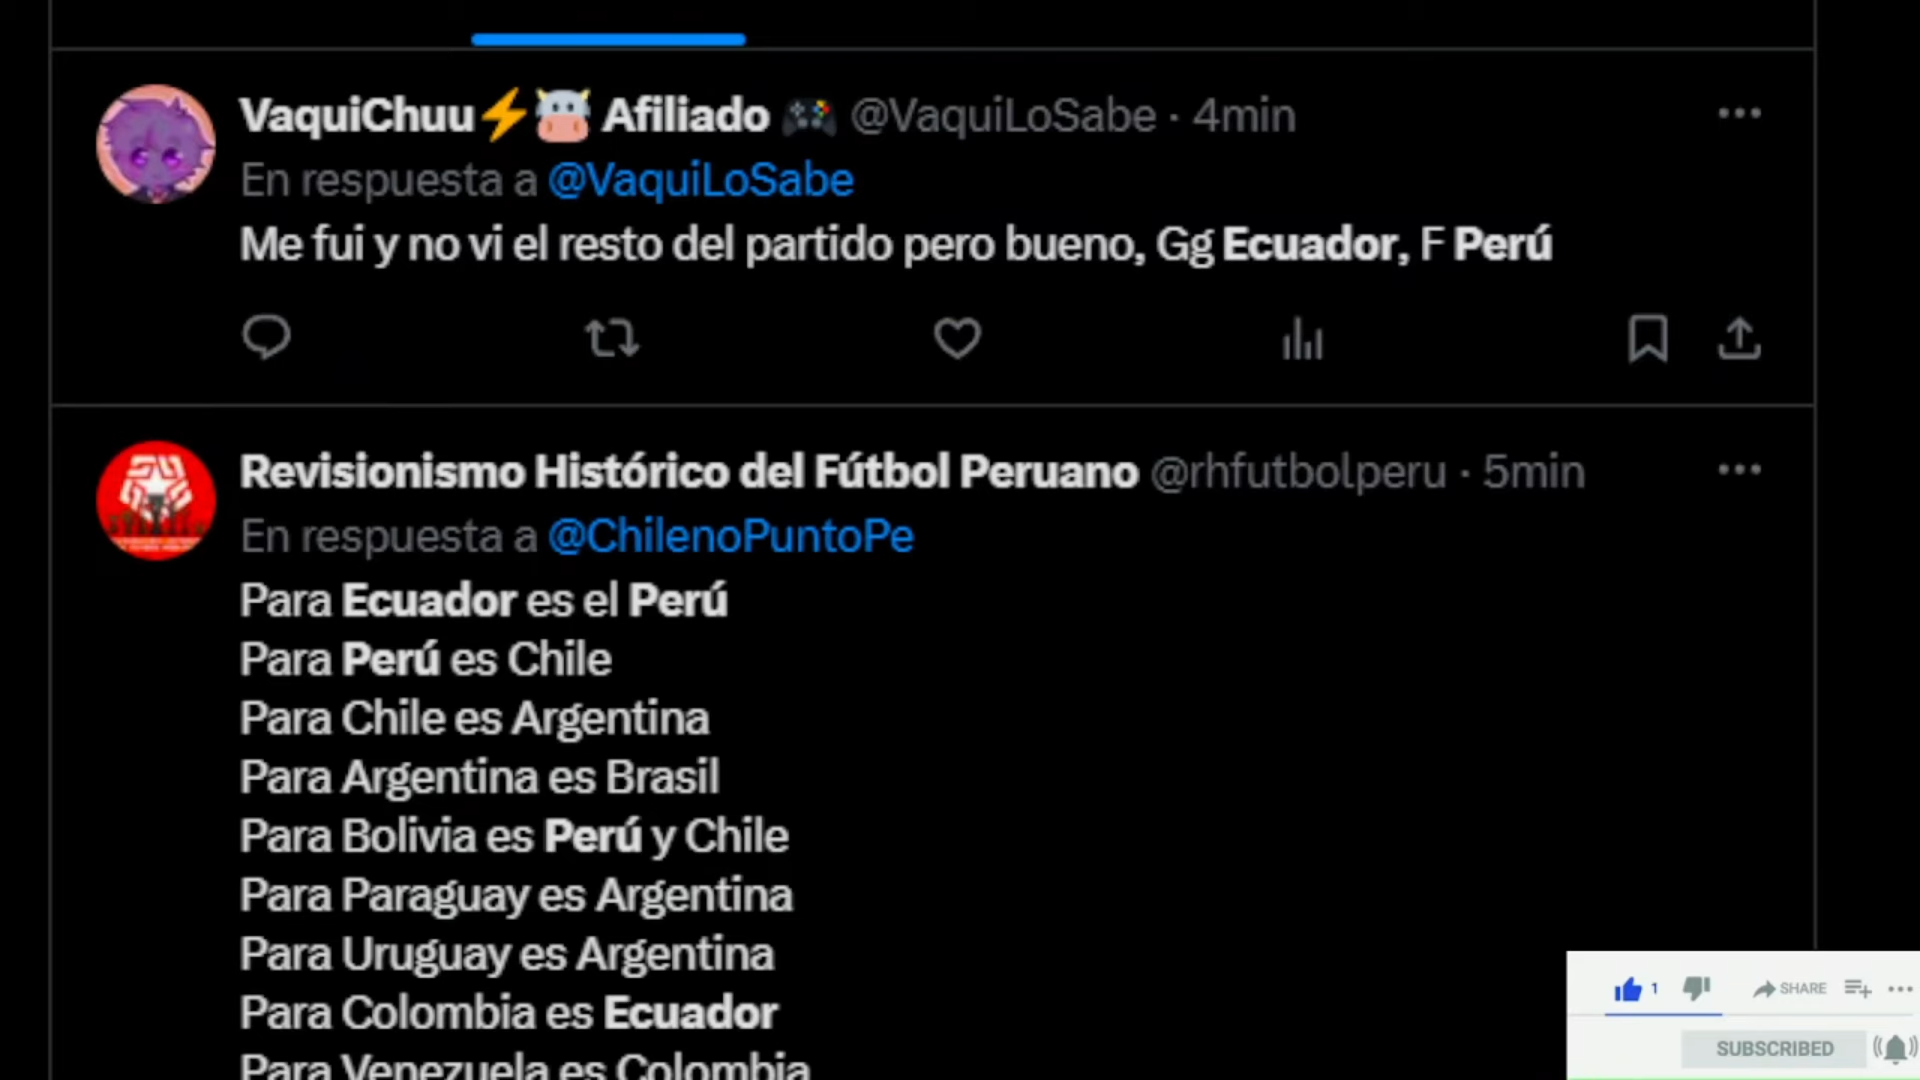 VaquiChuu⚡🐮 Afiliado 🎮 @VaquiLoSabe · 4min
En respuesta a @VaquiLoSabe
Me fui y no vi el resto del partido pero bueno, Gg Ecuador, F Perú
Revisionismo Histórico del Fútbol Peruano @rhfutbolperu · 5min
En respuesta a @ChilenoPuntoPe
Para Ecuador es el Perú
Para Perú es Chile
Para Chile es Argentina
Para Argentina es Brasil
Para Bolivia es Perú y Chile
Para Paraguay es Argentina
Para Uruguay es Argentina
Para Colombia es Ecuador
Para Venezuela es Colombia
1 SHARE
SUBSCRIBED